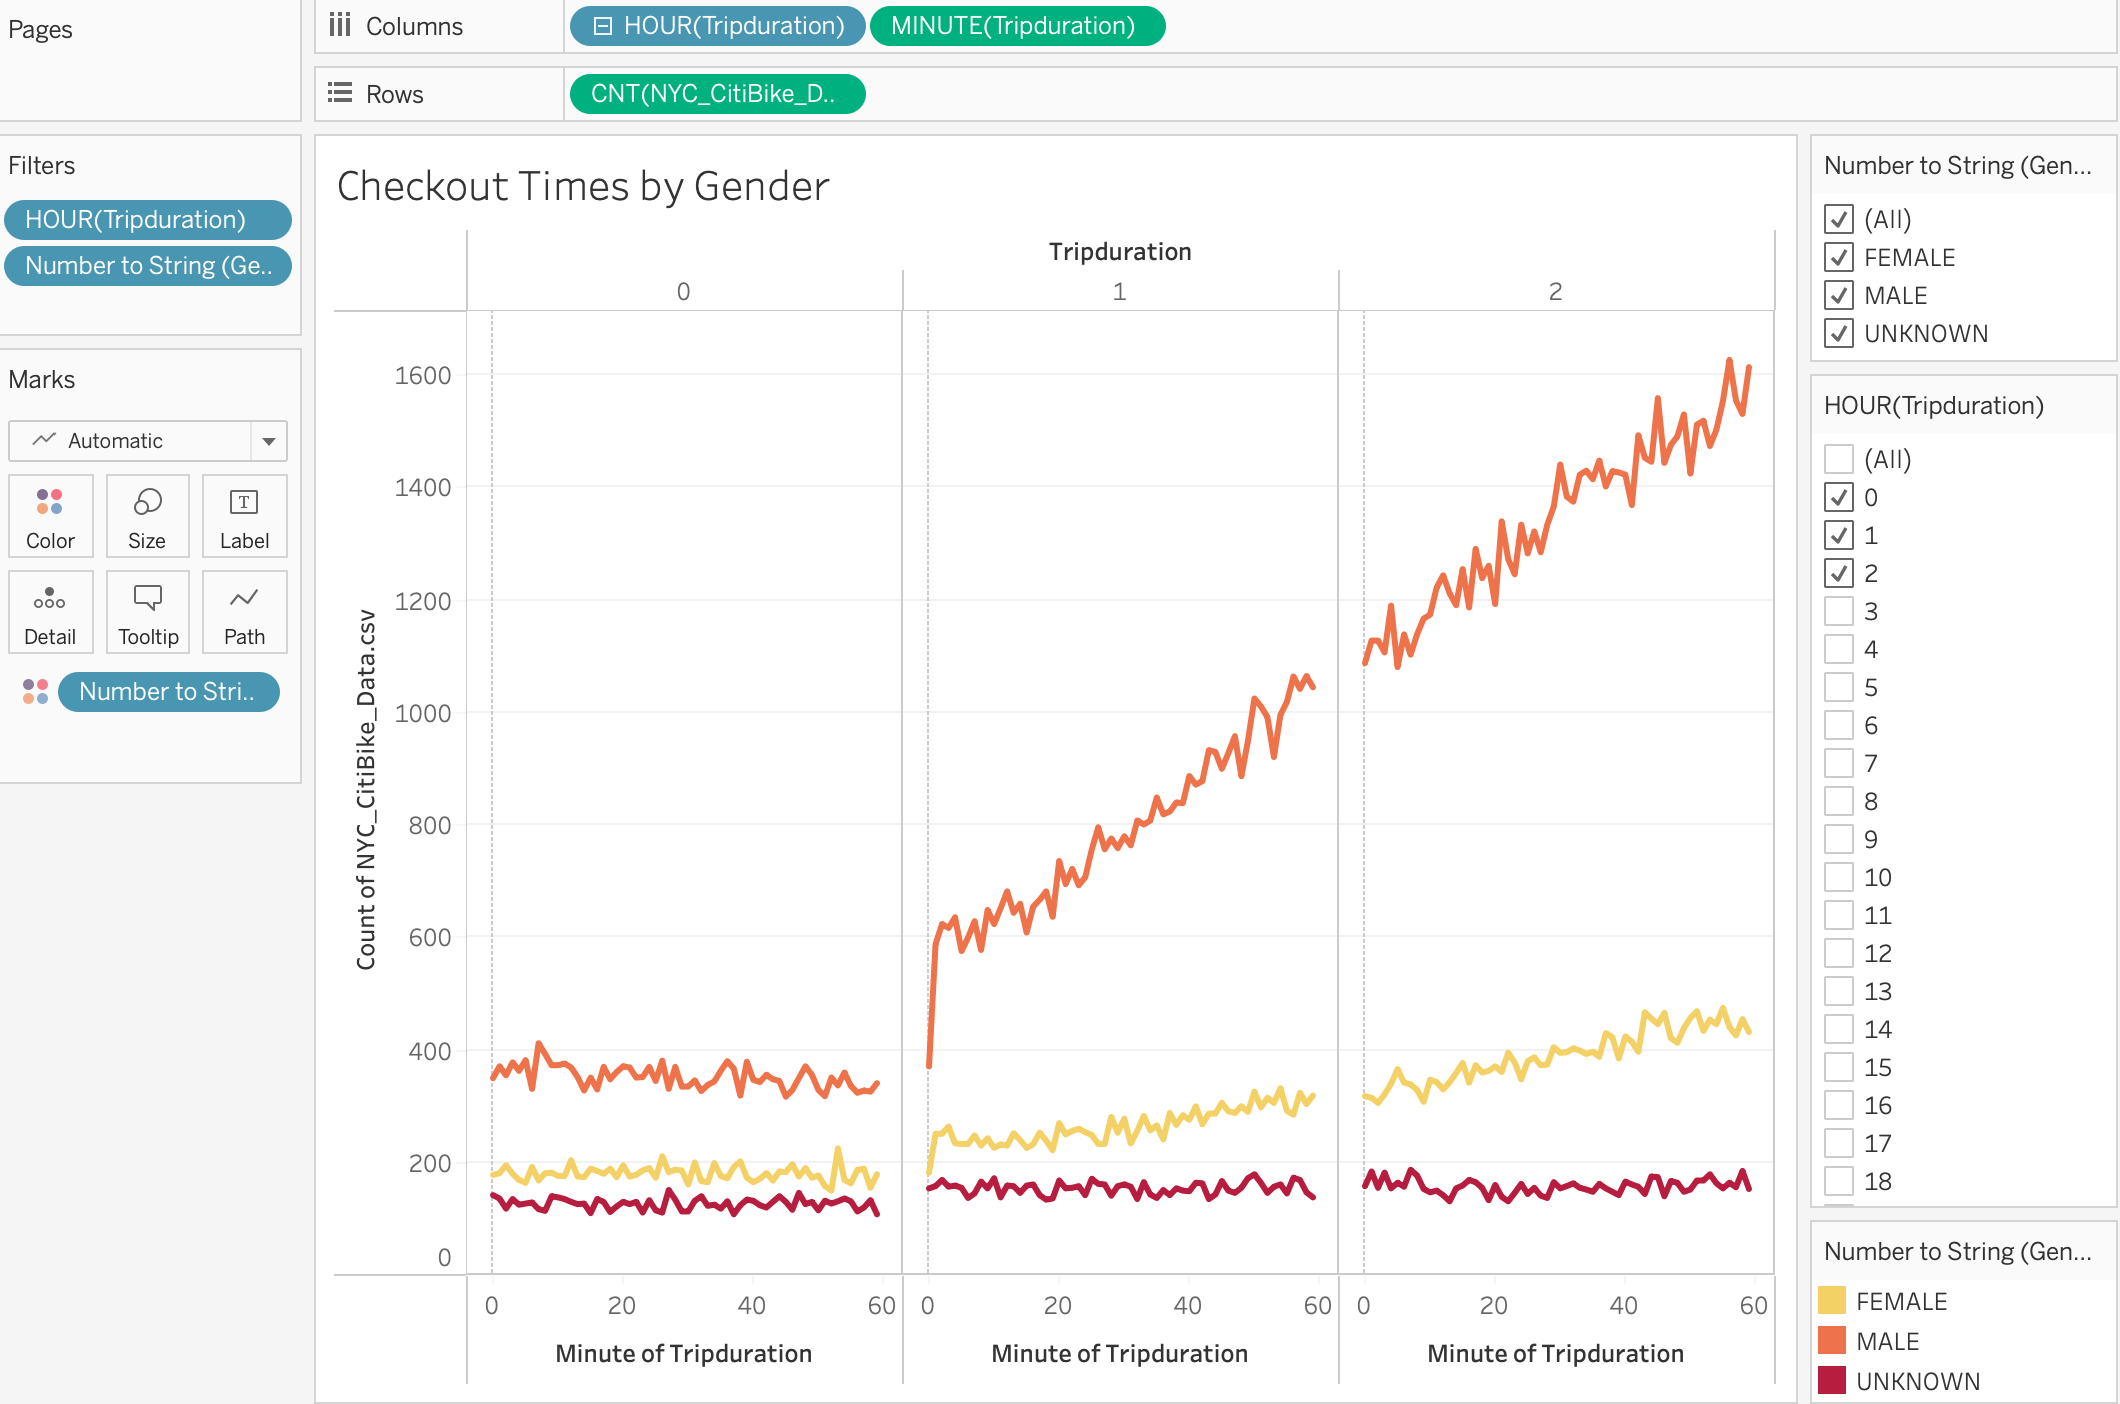 Pages
Columns
HOUR(Tripduration)
MINUTE(Tripduration)
Rows
CNT(NYC_CitiBike_D..
Filters
HOUR(Tripduration)
Number to String (Ge..
Marks
Automatic
Color
Size
T
Label
Detail
Tooltip
Path
Number to Stri..
Checkout Times by Gender
Tripduration
0
1
2
Count of NYC_CitiBike_Data.csv
1600
1400
1200
1000
800
600
400
200
0
0 20 40 60
0 20 40 60
0 20 40 60
Minute of Tripduration
Minute of Tripduration
Minute of Tripduration
Number to String (Gen...
(All)
FEMALE
MALE
UNKNOWN
HOUR(Tripduration)
(All)
0
1
2
3
4
5
6
7
8
9
10
11
12
13
14
15
16
17
18
Number to String (Gen...
FEMALE
MALE
UNKNOWN